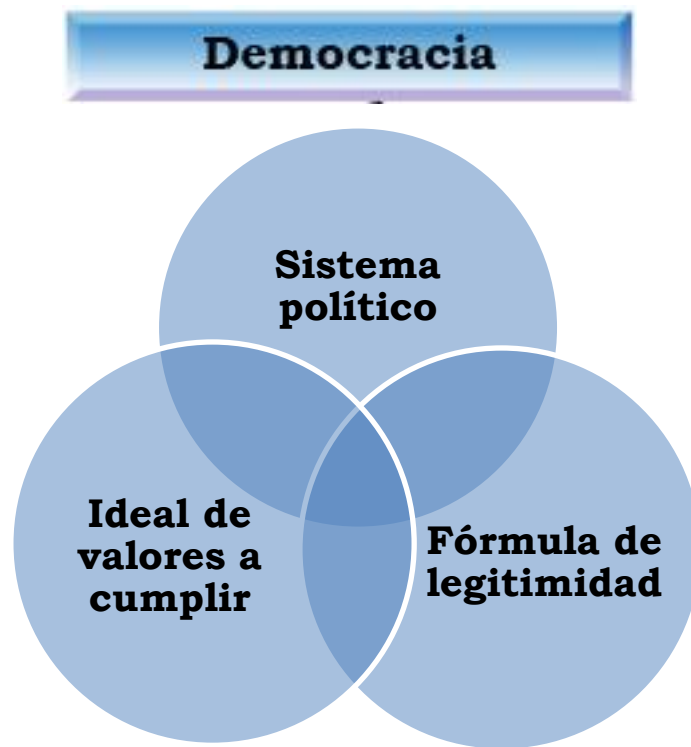 Democracia
Sistema
político
Ideal de
valores a
cumplir
Fórmula de
legitimidad